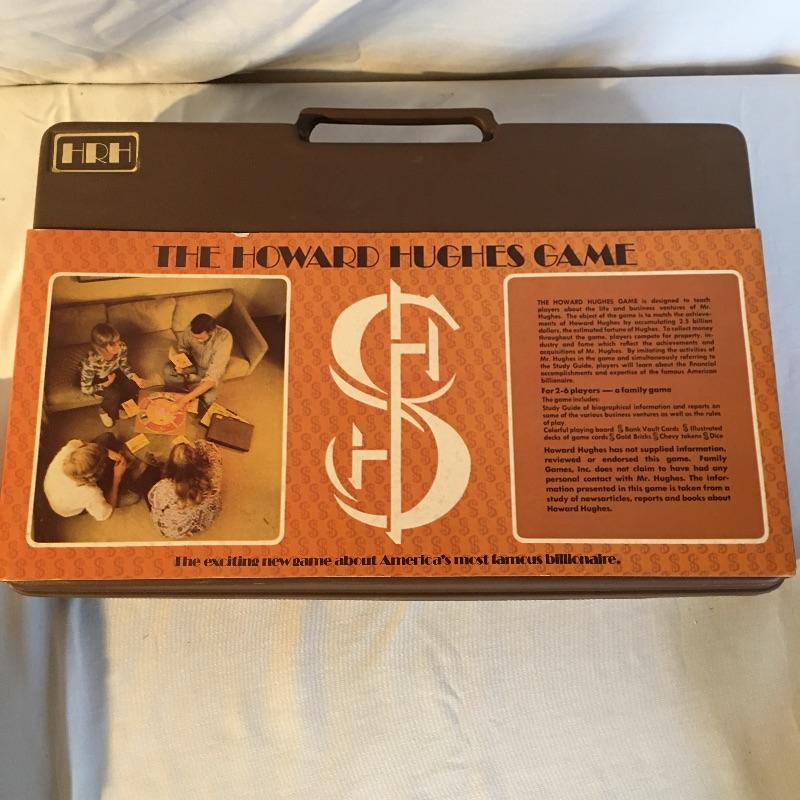 HRH
THE HOWARD HUGHES GAME
THE HOWARD HUGHES GAME is designed to teach
players about the life and business ventures of Mr.
Hughes. The object of the game is to match the achieve-
ments of Howard Hughes by accumulating 2.5 billion
dollars, the estimated fortune of Hughes. To collect money
throughout the game, players compete for property, in-
dustry and fame which reflect the achievements and
acquisitions of Mr. Hughes. By imitating the activities of
Mr. Hughes in the game and simultaneously referring to
the Study Guide, players will learn about the financial
accomplishments and expertise of the famous American
billionaire.
For 2-6 players — a family game
The game includes:
Study Guide of biographical information and reports on
some of the various business ventures as well as the rules
of play.
Colorful playing board $ Bank Vault Cards $ Illustrated
decks of game cords $ Gold Bricks $ Chevy tokens $ Dice
Howard Hughes has not supplied information,
reviewed or endorsed this game. Family
Games, Inc. does not claim to have had any
personal contact with Mr. Hughes. The infor-
mation presented in this game is taken from a
study of newsarticles, reports and books about
Howard Hughes.
The exciting new game about America's most famous billionaire.